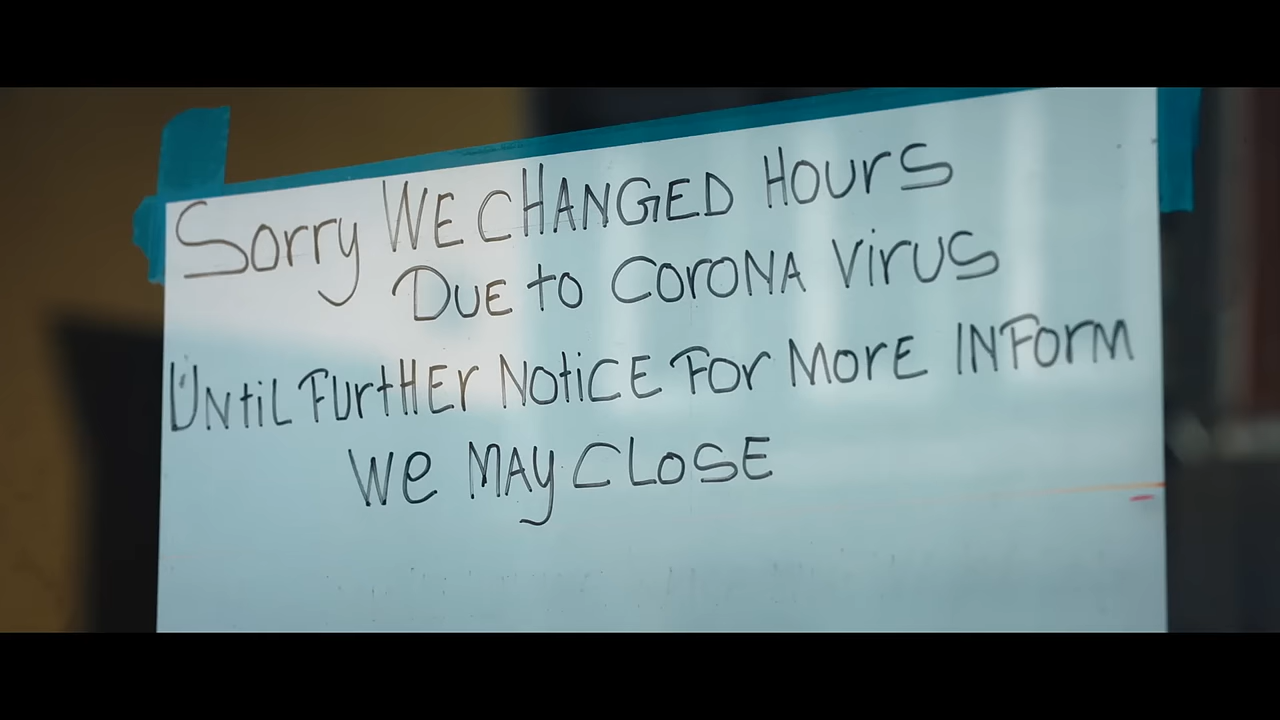 Sorry WE CHANGED HOUrS
DUE to COroNA VirUS
UNtiL FUrtHEr NOtiCE For MorE INForm
We MAY CLOSE